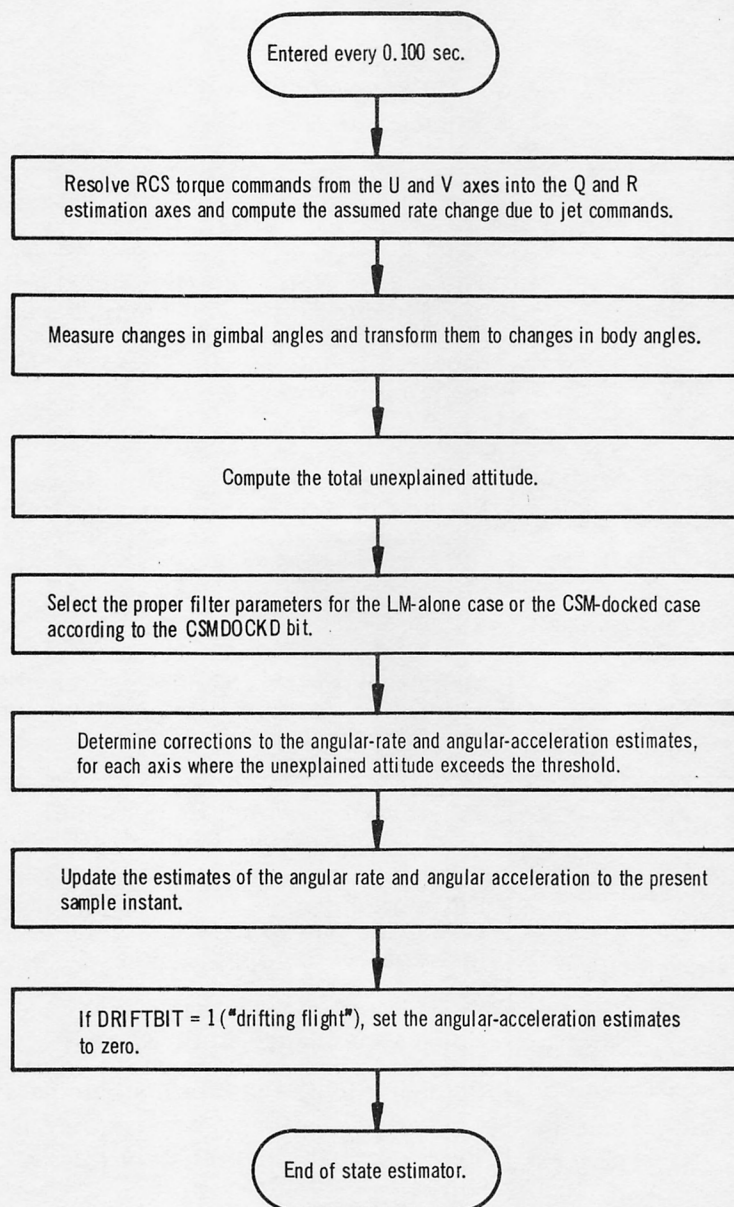 Entered every 0.100 sec.
Resolve RCS torque commands from the U and V axes into the Q and R
estimation axes and compute the assumed rate change due to jet commands.
Measure changes in gimbal angles and transform them to changes in body angles.
Compute the total unexplained attitude.
Select the proper filter parameters for the LM-alone case or the CSM-docked case
according to the CSMDOCKD bit.
Determine corrections to the angular-rate and angular-acceleration estimates,
for each axis where the unexplained attitude exceeds the threshold.
Update the estimates of the angular rate and angular acceleration to the present
sample instant.
If DRIFTBIT = 1 ("drifting flight"), set the angular-acceleration estimates
to zero.
End of state estimator.